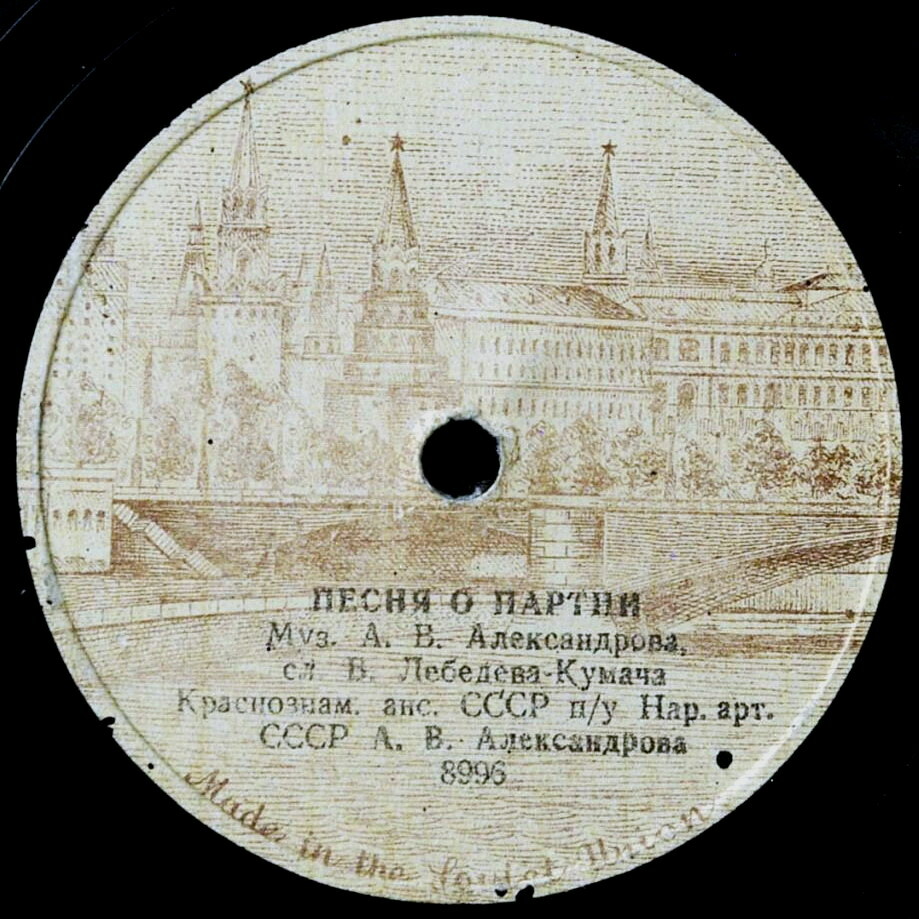 ПЕСНЯ О ПАРТИИ
Муз. А. В. Александрова,
сл. В. Лебедева-Кумача
Краснознам. анс. СССР п/у Нар. арт.
СССР А. В. Александрова
8996
Made in the Soviet Union